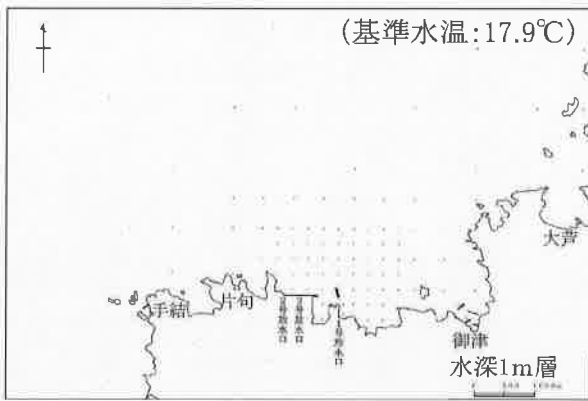 (基準水温:17.9℃)
大芦
手結
片句
御津
水深1m層